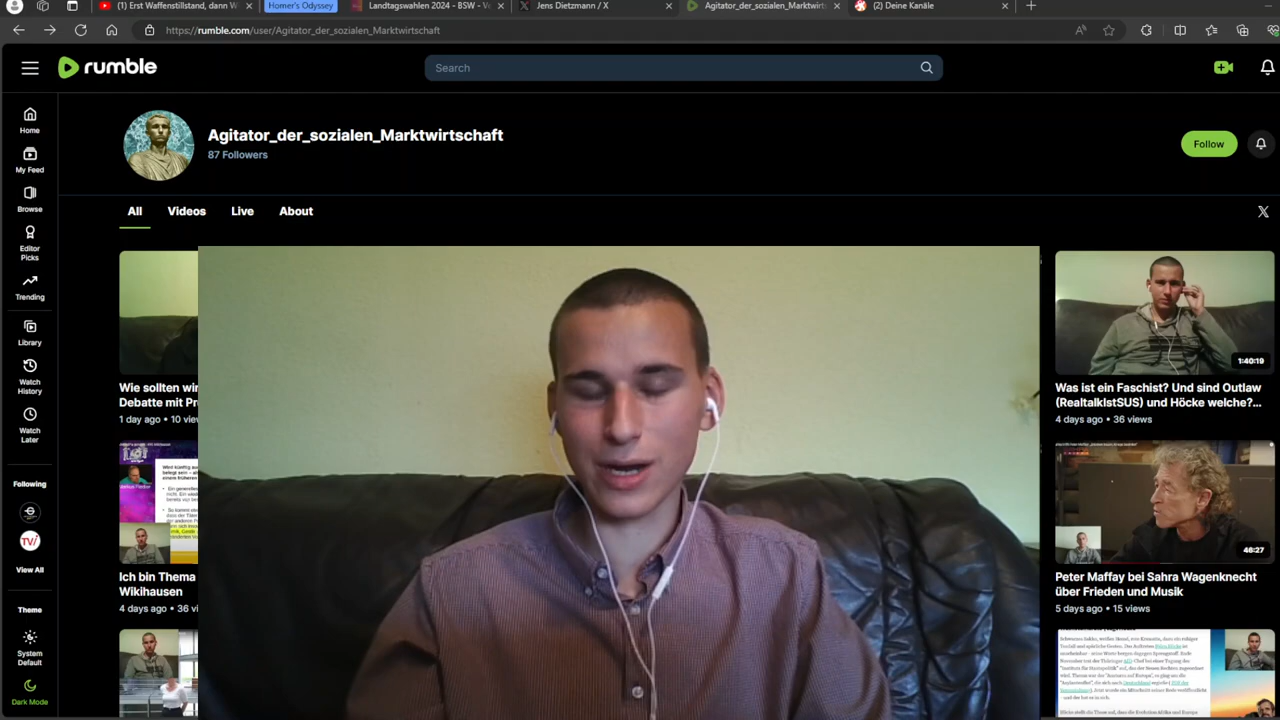 (1) Erst Waffenstillstand, dann W
Homer's Odyssey
Landtagswahlen 2024 - BSW - V
Jens Dietzmann / X
Agitator_der_sozialen_Marktwirtsch
(2) Deine Kanäle
https://rumble.com/user/Agitator_der_sozialen_Marktwirtschaft
rumble
Search
Agitator_der_sozialen_Marktwirtschaft
87 Followers
Follow
All
Videos
Live
About
Home
My Feed
Browse
Editor
Picks
Trending
Library
Watch
History
Watch
Later
Following
View All
Theme
System
Default
Dark Mode
Wie sollten wir
Debatte mit Pr
1 day ago • 10 view
Ich bin Thema
Wikihausen
4 days ago • 36 vi
1:40:19
Was ist ein Faschist? Und sind Outlaw
(RealtalkIstSUS) und Höcke welche?...
4 days ago • 36 views
46:27
Peter Maffay bei Sahra Wagenknecht
über Frieden und Musik
5 days ago • 15 views